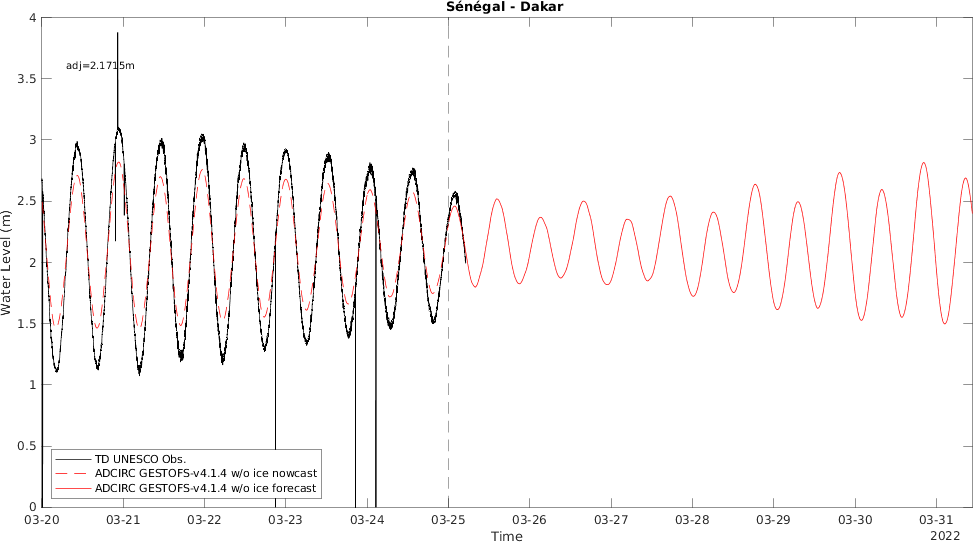 Sénégal - Dakar
4
3.5
3
2.5
2
1.5
1
0.5
0
Water Level (m)
adj=2.1715m
TD UNESCO Obs.
ADCIRC GESTOFS-v4.1.4 w/o ice nowcast
ADCIRC GESTOFS-v4.1.4 w/o ice forecast
03-20 03-21 03-22 03-23 03-24 03-25 03-26 03-27 03-28 03-29 03-30 03-31
Time
2022